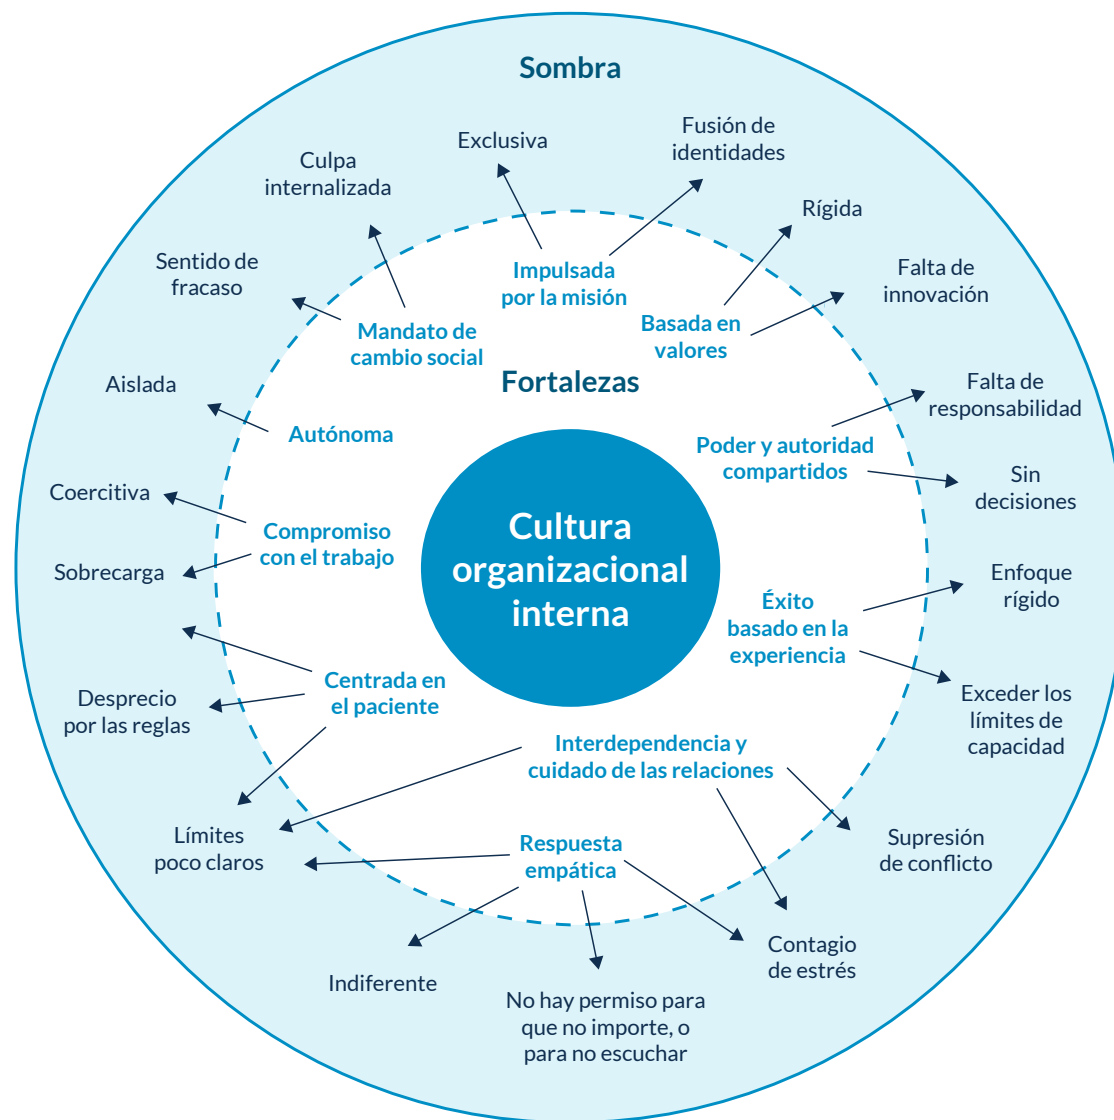 Sombra
Exclusiva
Fusión de
identidades
Culpa
internalizada
Rígida
Sentido de
fracaso
Falta de
innovación
Impulsada
por la misión
Mandato de
cambio social
Basada en
valores
Fortalezas
Aislada
Autónoma
Falta de
responsabilidad
Poder y autoridad
compartidos
Coercitiva
Sin
decisiones
Compromiso
con el trabajo
Cultura
organizacional
interna
Sobrecarga
Enfoque
rígido
Éxito
basado en la
experiencia
Centrada en
el paciente
Desprecio
por las reglas
Exceder los
límites de
capacidad
Interdependencia y
cuidado de las relaciones
Límites
poco claros
Respuesta
empática
Supresión
de conflicto
Contagio
de estrés
Indiferente
No hay permiso para
que no importe, o
para no escuchar